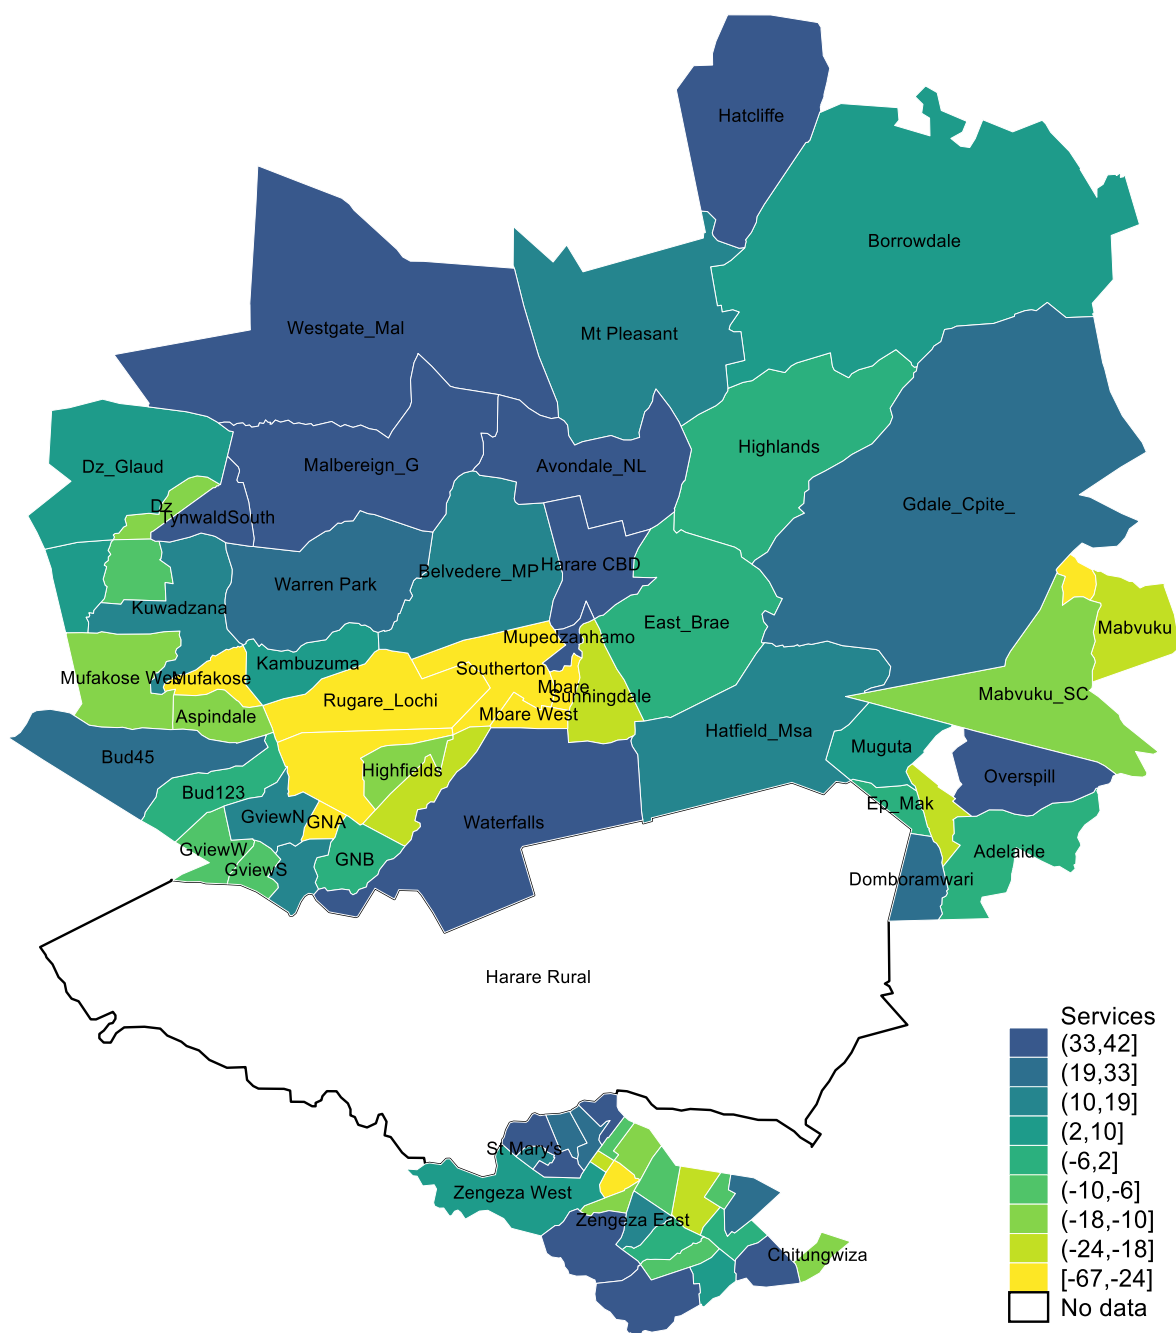 Hatcliffe
Borrowdale
Westgate_Mal
Mt Pleasant
Highlands
Dz_Glaud
Malbereign_G
Avondale_NL
Dz
TynwaldSouth
Gdale_Cpite_
Harare CBD
Belvedere_MP
Warren Park
Kuwadzana
East_Brae
Mabvuku
Mupedzanhamo
Kambuzuma
Southerton
Mufakose Wes
Mufakose
Mbare
Sunningdale
Mabvuku_SC
Rugare_Lochi
Mbare West
Aspindale
Hatfield_Msa
Muguta
Bud45
Highfields
Overspill
Bud123
Ep_Mak
GviewN
GNA
Waterfalls
GviewW
GNB
Adelaide
GviewS
Domboramwari
Harare Rural
St Mary's
Zengeza West
Zengeza East
Chitungwiza
Services
(33,42]
(19,33]
(10,19]
(2,10]
(-6,2]
(-10,-6]
(-18,-10]
(-24,-18]
[-67,-24]
No data